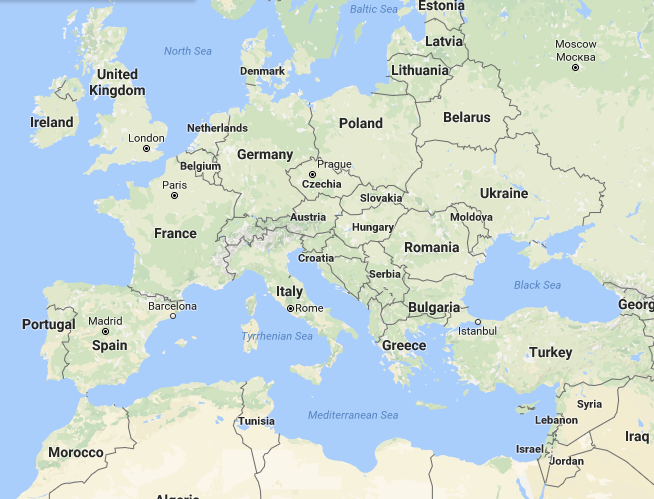 Estonia
Baltic Sea
Latvia
North Sea
Moscow
Москва
Denmark
Lithuania
United
Kingdom
Ireland
Belarus
Netherlands
Poland
London
Germany
Belgium
Prague
Paris
Czechia
Ukraine
Slovakia
Austria
Moldova
Hungary
France
Romania
Croatia
Serbia
Black Sea
Italy
Barcelona
Rome
Bulgaria
Georg
Portugal
Madrid
Istanbul
Tyrrhenian Sea
Spain
Greece
Turkey
Syria
Mediterranean Sea
Tunisia
Lebanon
Iraq
Israel
Morocco
Jordan
Algeria